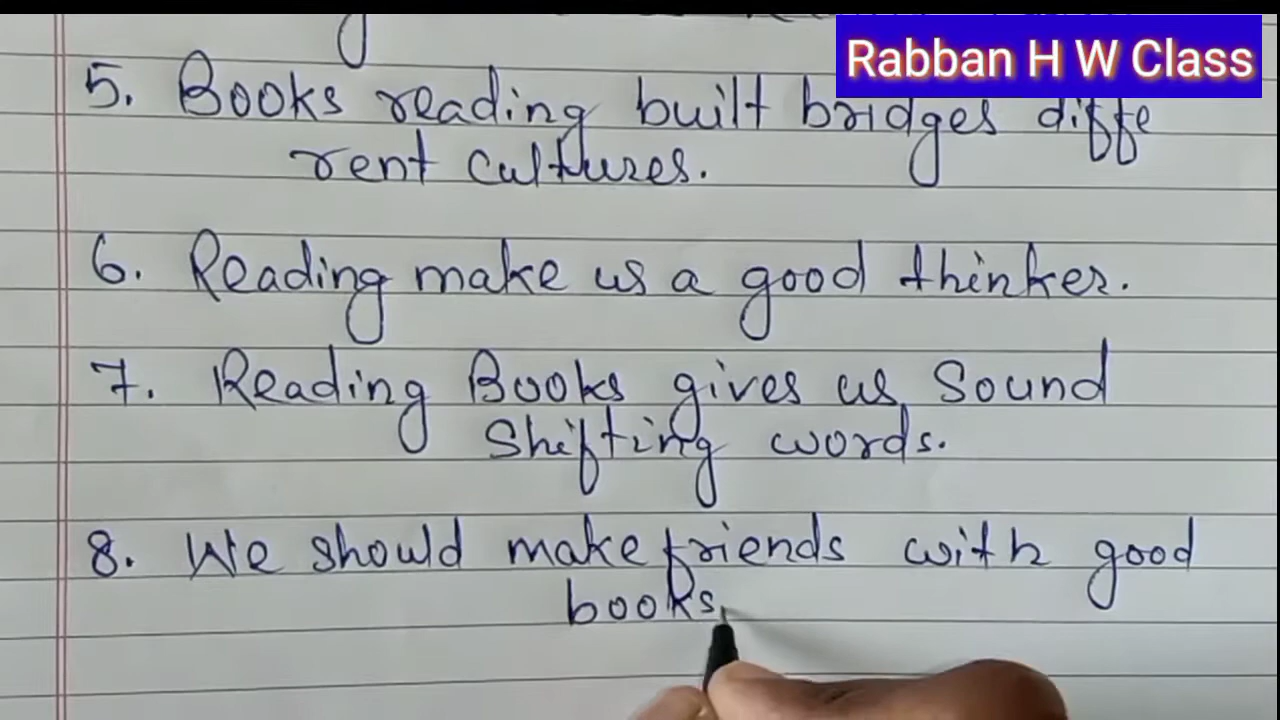 Rabban H W Class
5. Books reading built bridges diffe
rent cultures.
6. Reading make us a good thinker.
7. Reading Books gives us Sound
Shifting words.
8. We should make friends with good
books.